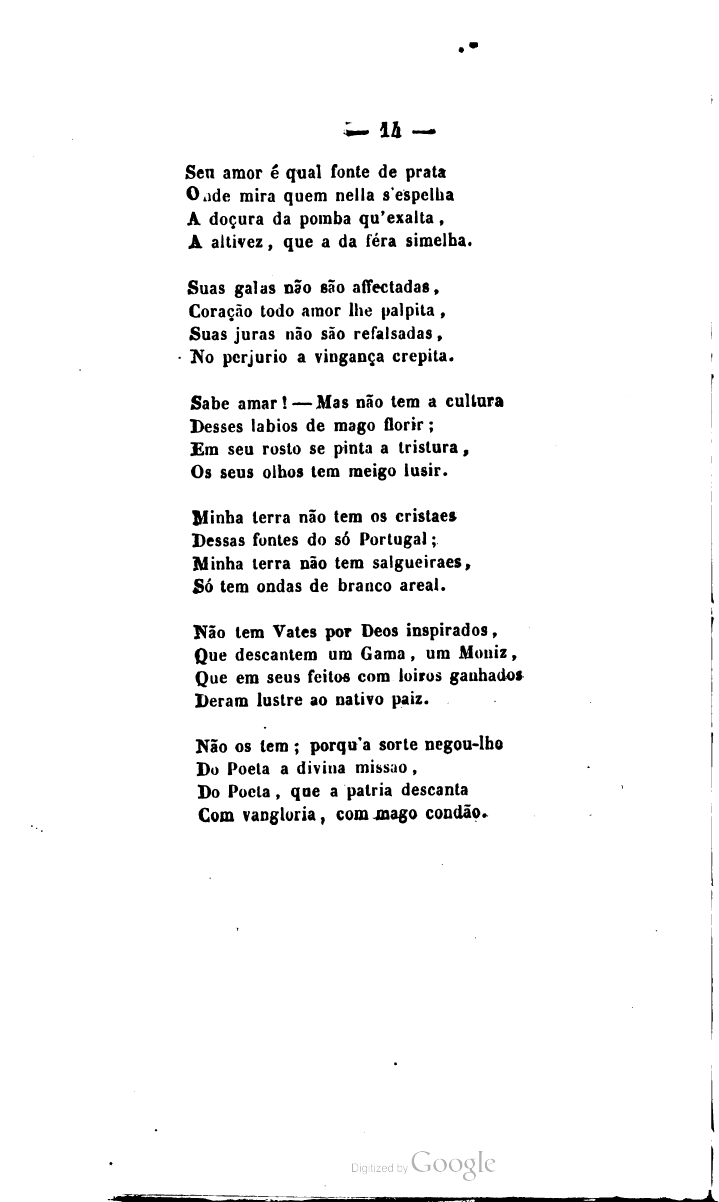 — 14 —
Seu amor é qual fonte de prata
Onde mira quem nella s'espelha
A doçura da pomba qu'exalta,
A altivez, que a da féra simelha.
Suas galas não são affectadas,
Coração todo amor lhe palpita,
Suas juras não são refalsadas,
No perjurio a vingança crepita.
Sabe amar! — Mas não tem a cultura
Desses labios de mago florir;
Em seu rosto se pinta a tristura,
Os seus olhos tem meigo lusir.
Minha terra não tem os cristaes
Dessas fontes do só Portugal;
Minha terra não tem salgueiraes,
Só tem ondas de branco areal.
Não tem Vates por Deos inspirados,
Que descantem um Gama, um Moniz,
Que em seus feitos com loiros ganhados
Deram lustre ao nativo paiz.
Não os tem; porqu'a sorte negou-lhe
Do Poeta a divina missão,
Do Poeta, que a patria descanta
Com vangloria, com mago condão.
Digitized by Google